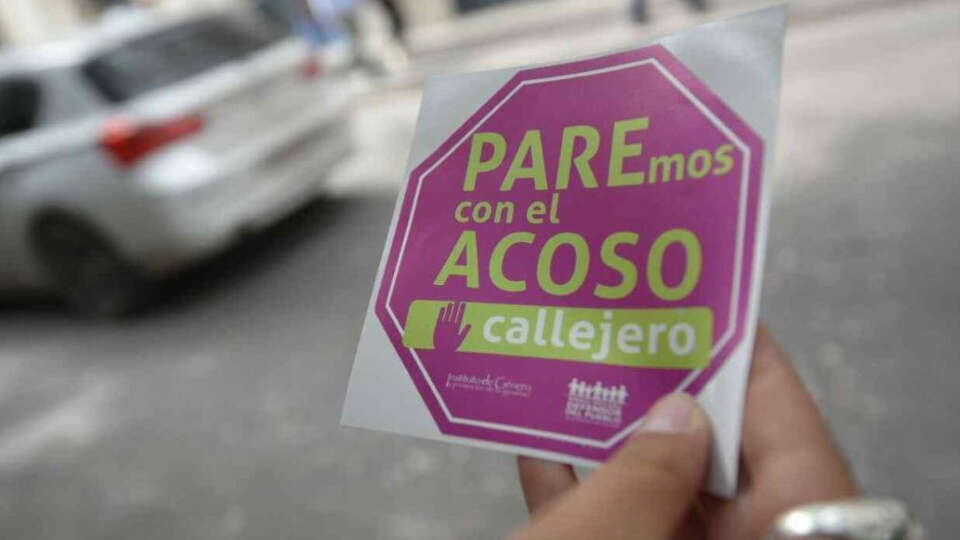 PAREmos
con el
ACOSO
callejero
Instituto de Género
DEFENSOR
DEL PUEBLO